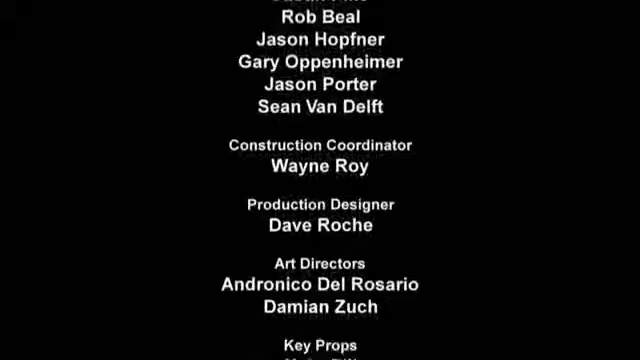 Rob Beal
Jason Hopfner
Gary Oppenheimer
Jason Porter
Sean Van Delft
Construction Coordinator
Wayne Roy
Production Designer
Dave Roche
Art Directors
Andronico Del Rosario
Damian Zuch
Key Props